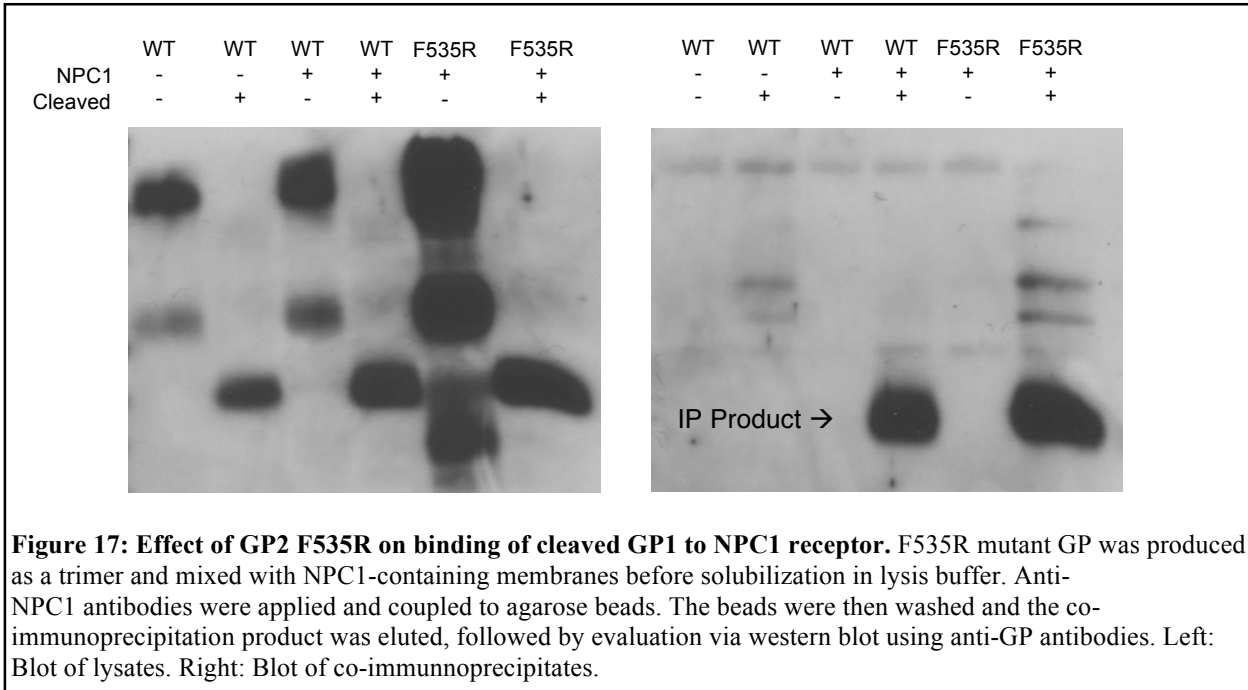 WT WT WT WT F535R F535R WT WT WT WT F535R F535R
NPC1 - - + + + + - - + + + +
Cleaved - + - + - + - + - + - +
IP Product →
Figure 17: Effect of GP2 F535R on binding of cleaved GP1 to NPC1 receptor. F535R mutant GP was produced
as a trimer and mixed with NPC1-containing membranes before solubilization in lysis buffer. Anti-
NPC1 antibodies were applied and coupled to agarose beads. The beads were then washed and the co-
immunoprecipitation product was eluted, followed by evaluation via western blot using anti-GP antibodies. Left:
Blot of lysates. Right: Blot of co-immunnoprecipitates.